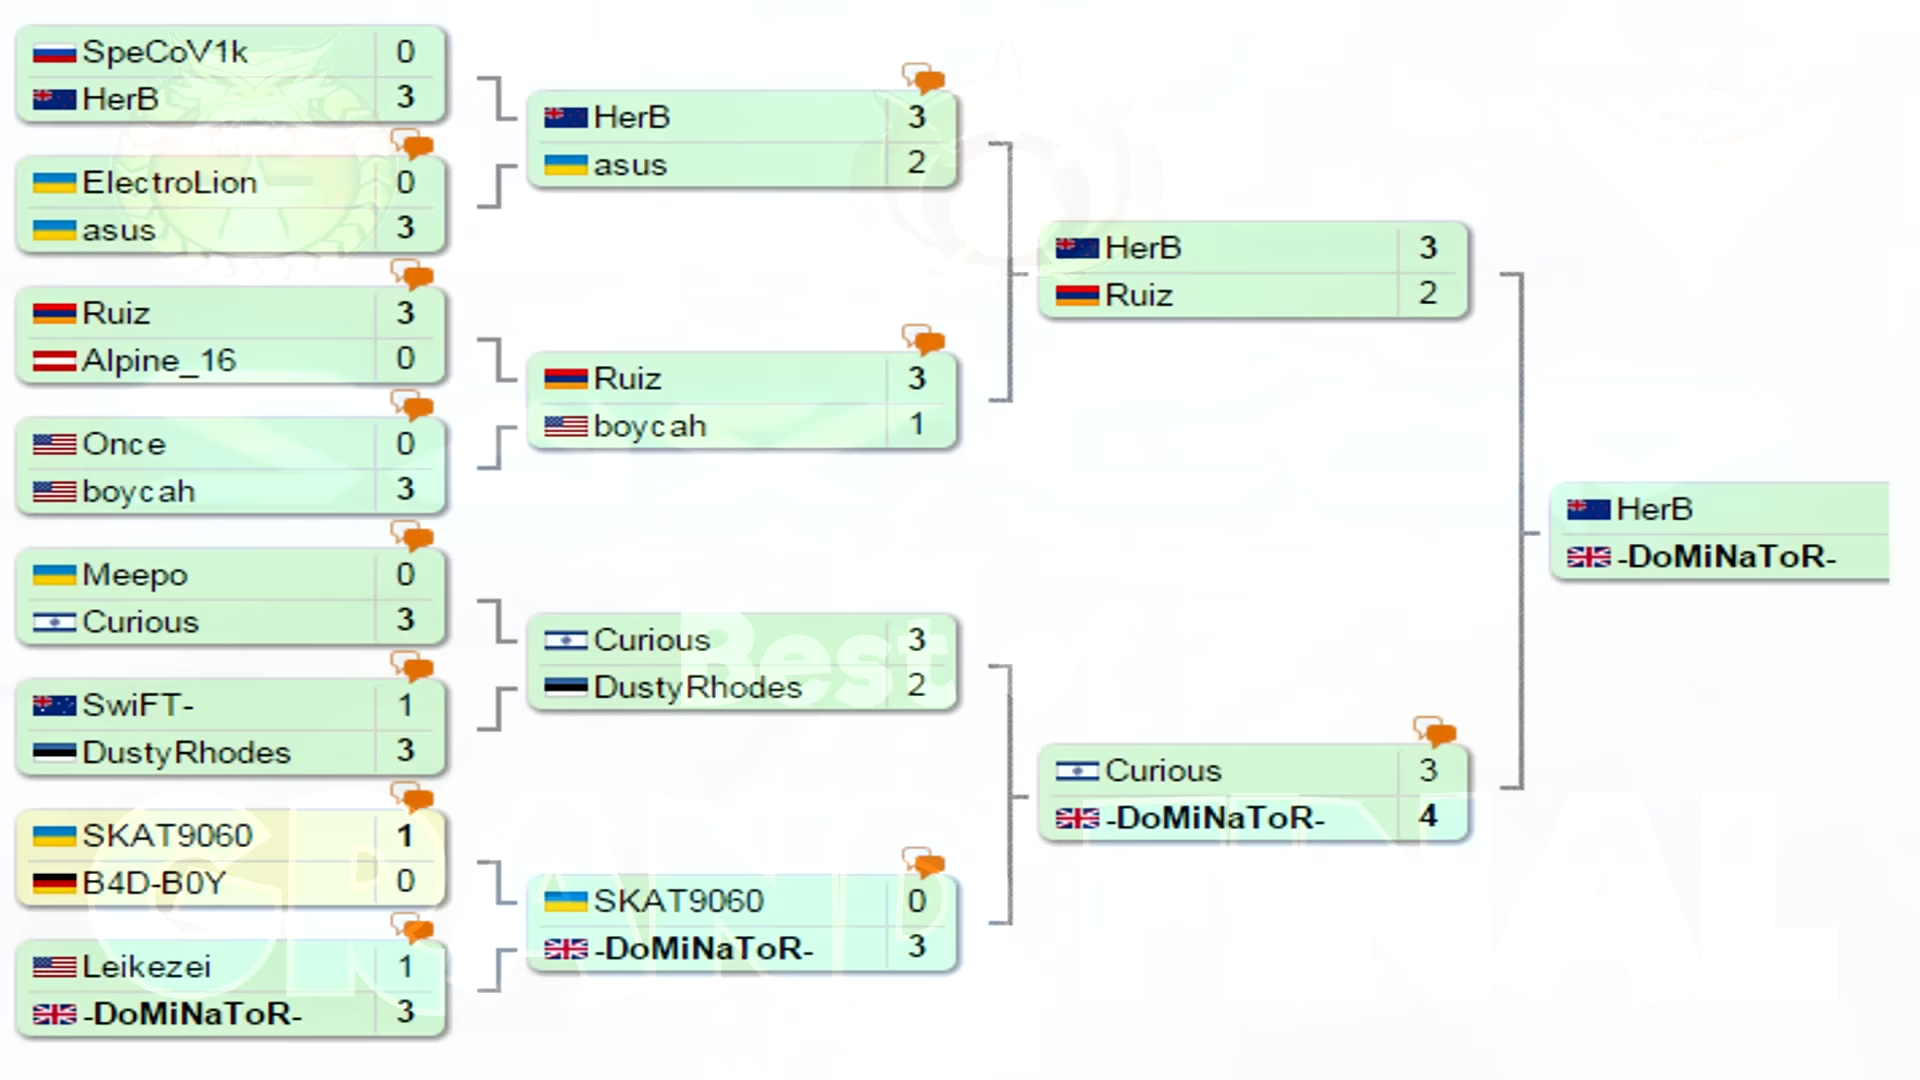 SpeCoV1k 0
HerB 3
ElectroLion 0
asus 3
Ruiz 3
Alpine_16 0
Once 0
boycah 3
Meepo 0
Curious 3
SwiFT- 1
DustyRhodes 3
SKAT9060 1
B4D-B0Y 0
Leikezei 1
-DoMiNaToR- 3
HerB 3
asus 2
Ruiz 3
boycah 1
Curious 3
DustyRhodes 2
SKAT9060 0
-DoMiNaToR- 3
HerB 3
Ruiz 2
Curious 3
-DoMiNaToR- 4
HerB
-DoMiNaToR-
Best
GRAND FINAL